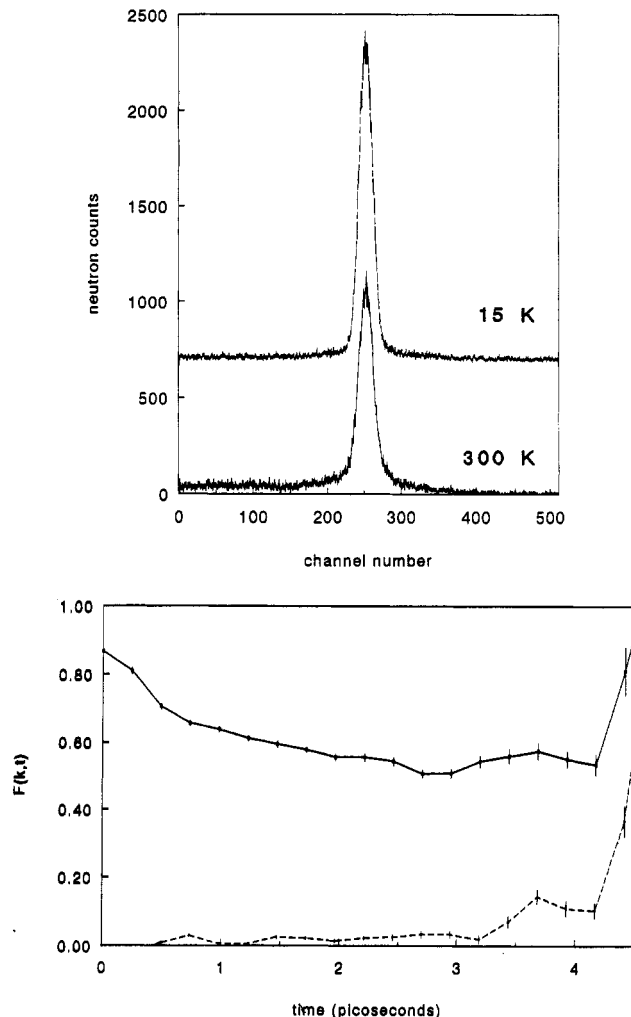 2500
2000
neutron counts
1500
15 K
1000
500
300 K
0
0 100 200 300 400 500
channel number
1.00
0.80
0.60
F(k,t)
0.40
0.20
0.00
0 1 2 3 4
time (picoseconds)